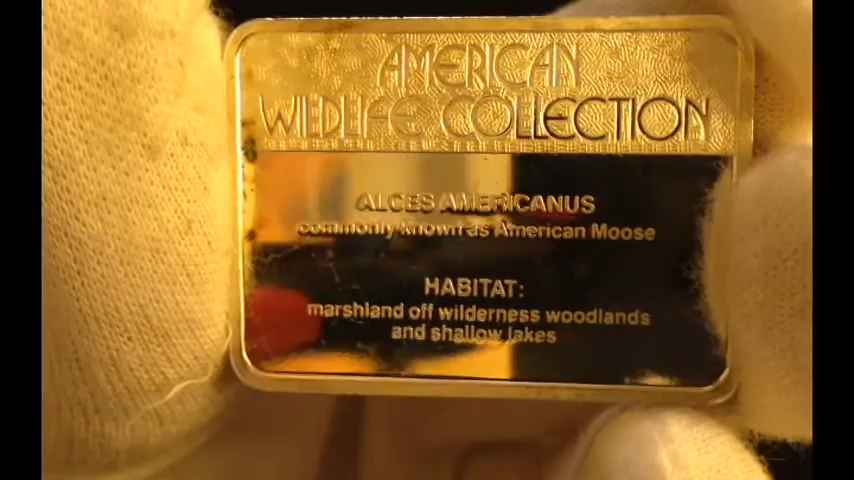 AMERICAN
WILDLIFE COLLECTION
ALCES AMERICANUS
commonly known as American Moose
HABITAT:
marshland off wilderness woodlands
and shallow lakes